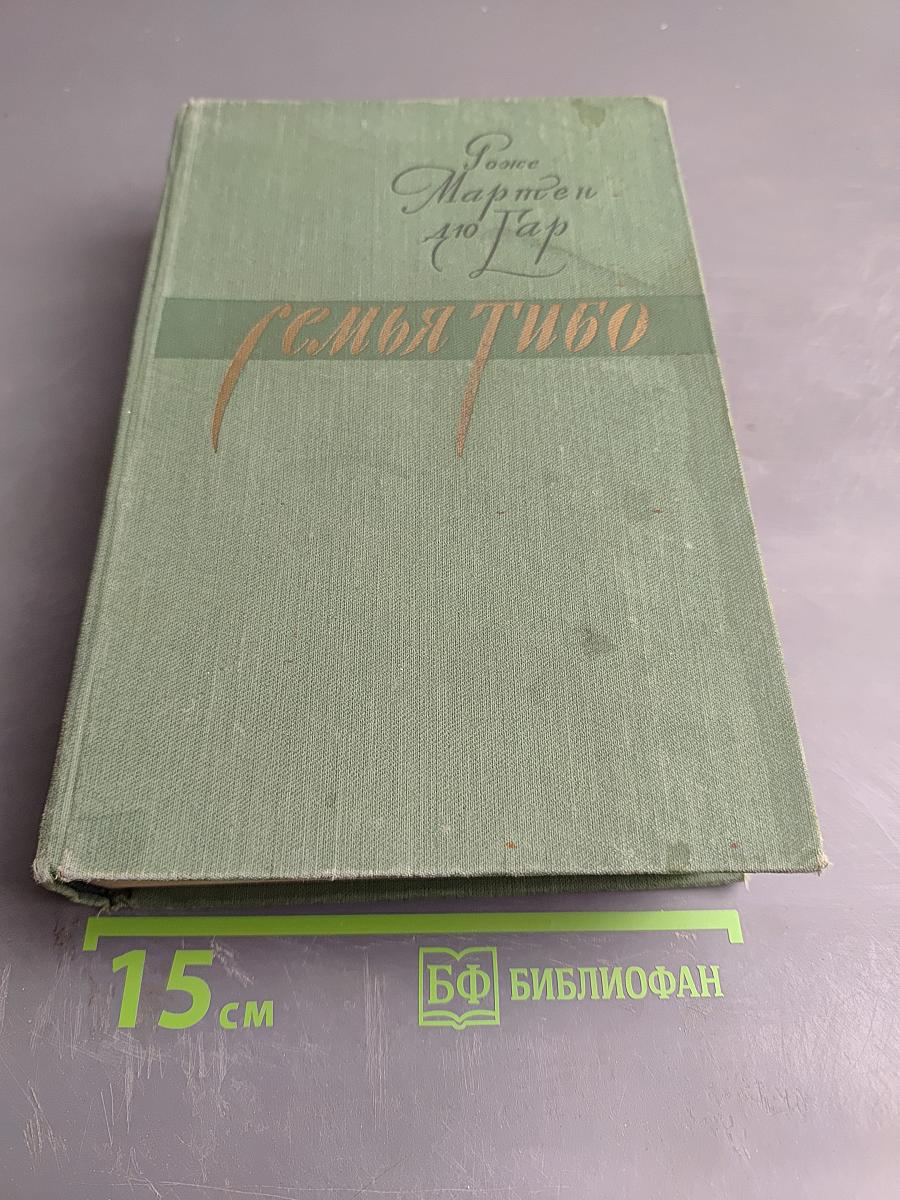 Роже
Мартен
дю Гар
Семья Тибо
15 см
БФ БИБЛИОФАН